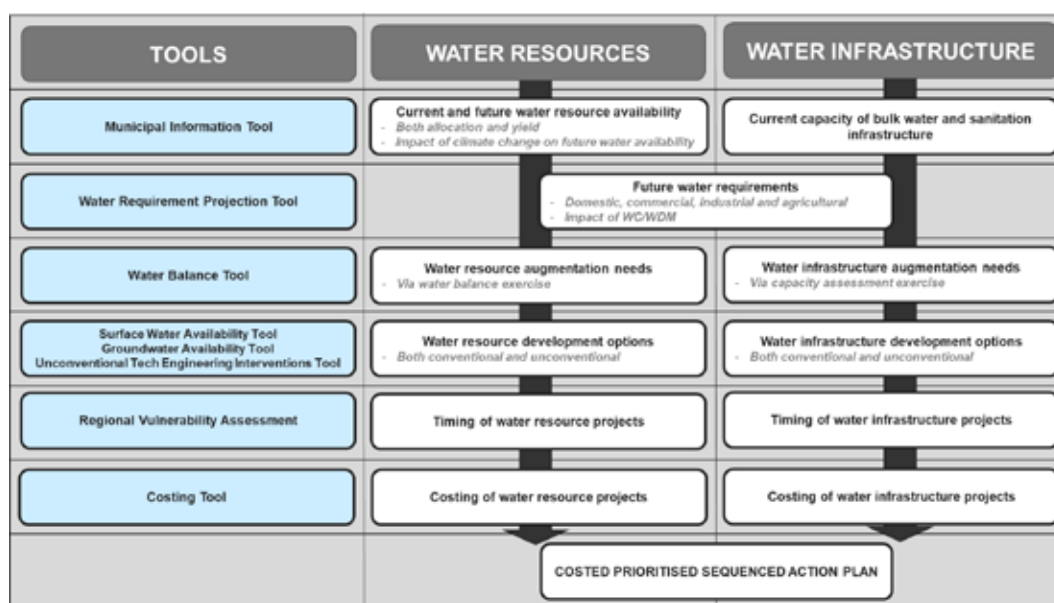 TOOLS
WATER RESOURCES
WATER INFRASTRUCTURE
Municipal Information Tool
Current and future water resource availability
- Both allocation and yield
- Impact of climate change on future water availability
Current capacity of bulk water and sanitation
infrastructure
Water Requirement Projection Tool
Future water requirements
- Domestic, commercial, industrial and agricultural
- Impact of WC/WDM
Water Balance Tool
Water resource augmentation needs
- Via water balance exercise
Water infrastructure augmentation needs
- Via capacity assessment exercise
Surface Water Availability Tool
Groundwater Availability Tool
Unconventional Tech Engineering Interventions Tool
Water resource development options
- Both conventional and unconventional
Water infrastructure development options
- Both conventional and unconventional
Regional Vulnerability Assessment
Timing of water resource projects
Timing of water infrastructure projects
Costing Tool
Costing of water resource projects
Costing of water infrastructure projects
COSTED PRIORITISED SEQUENCED ACTION PLAN